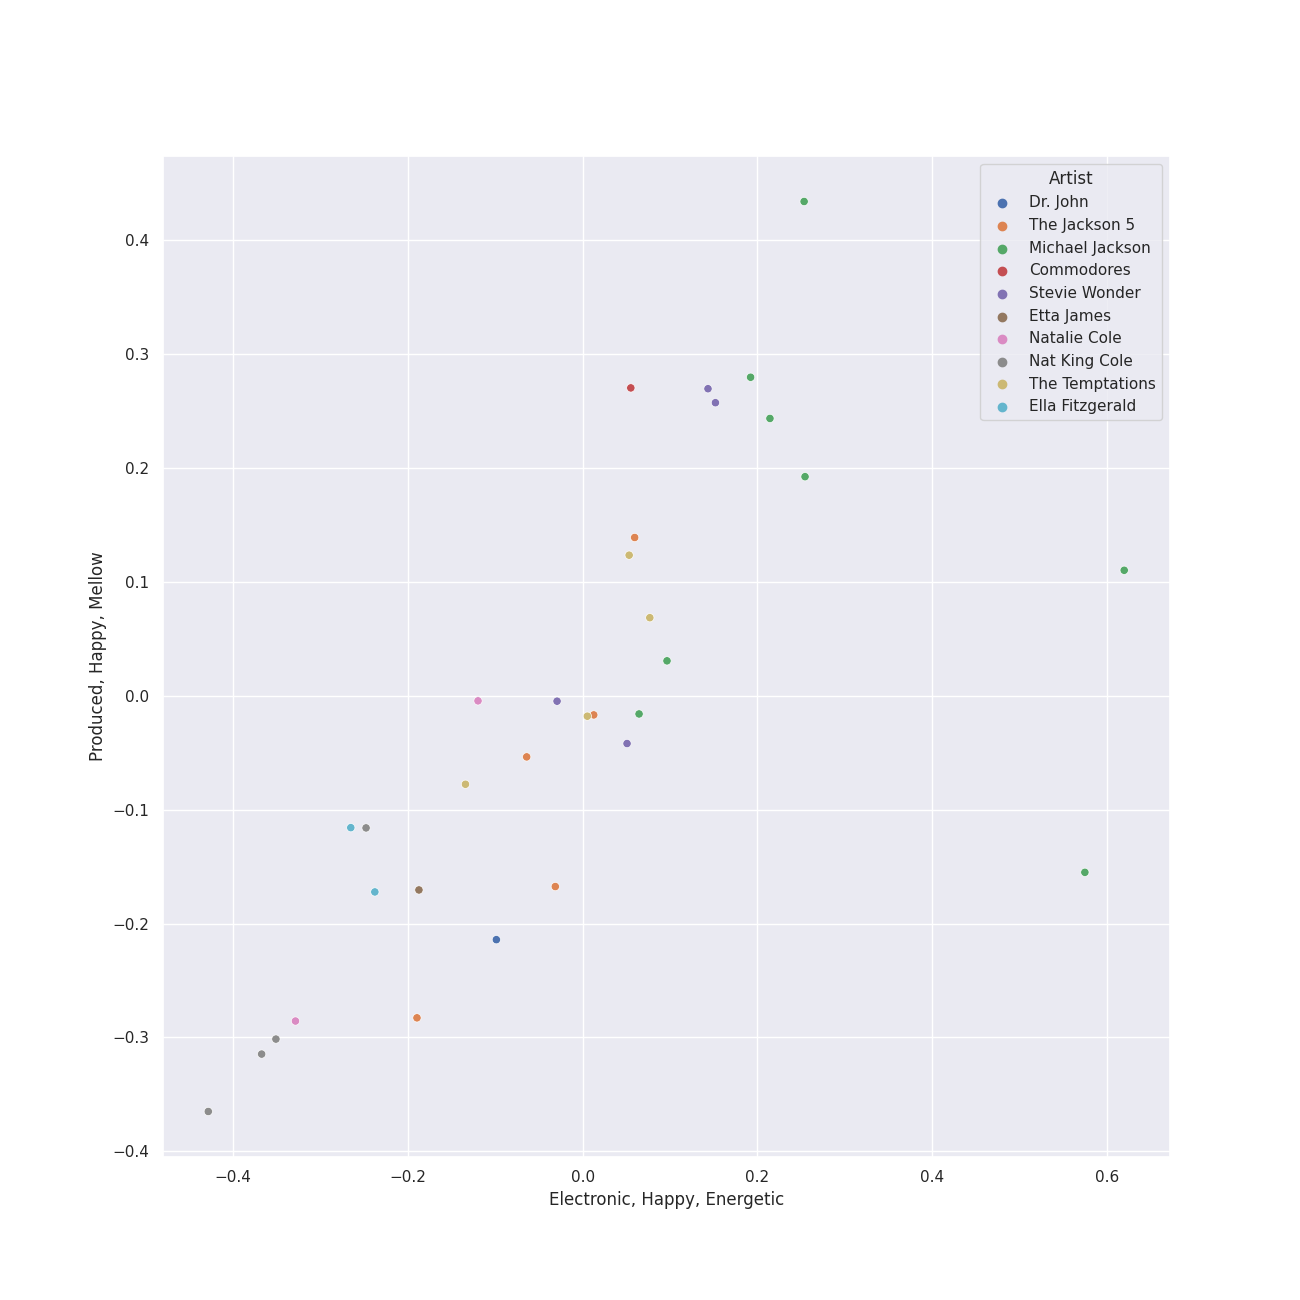 Artist
Dr. John
The Jackson 5
Michael Jackson
Commodores
Stevie Wonder
Etta James
Natalie Cole
Nat King Cole
The Temptations
Ella Fitzgerald
0.4
0.3
0.2
0.1
0.0
−0.1
−0.2
−0.3
−0.4
Produced, Happy, Mellow
−0.4 −0.2 0.0 0.2 0.4 0.6
Electronic, Happy, Energetic